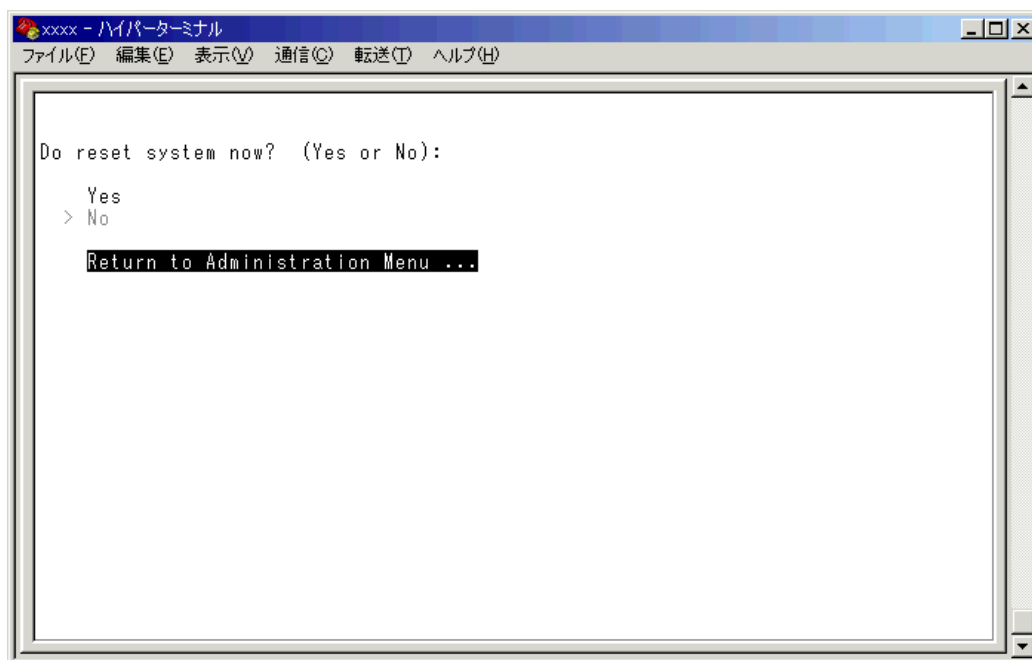 xxxx - ハイパーターミナル
ファイル(F) 編集(E) 表示(V) 通信(C) 転送(T) ヘルプ(H)
Do reset system now? (Yes or No):
Yes
> No
Return to Administration Menu ...